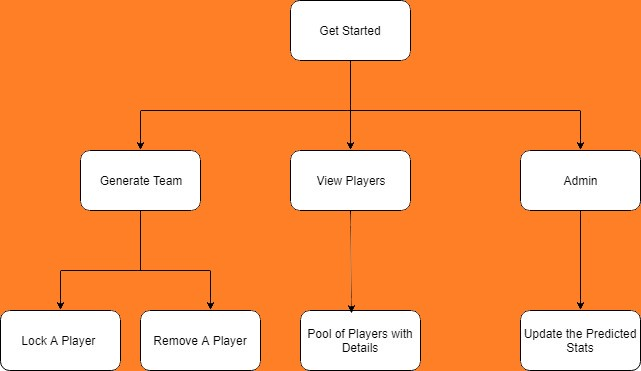 Get Started
Generate Team
View Players
Admin
Lock A Player
Remove A Player
Pool of Players with
Details
Update the Predicted
Stats